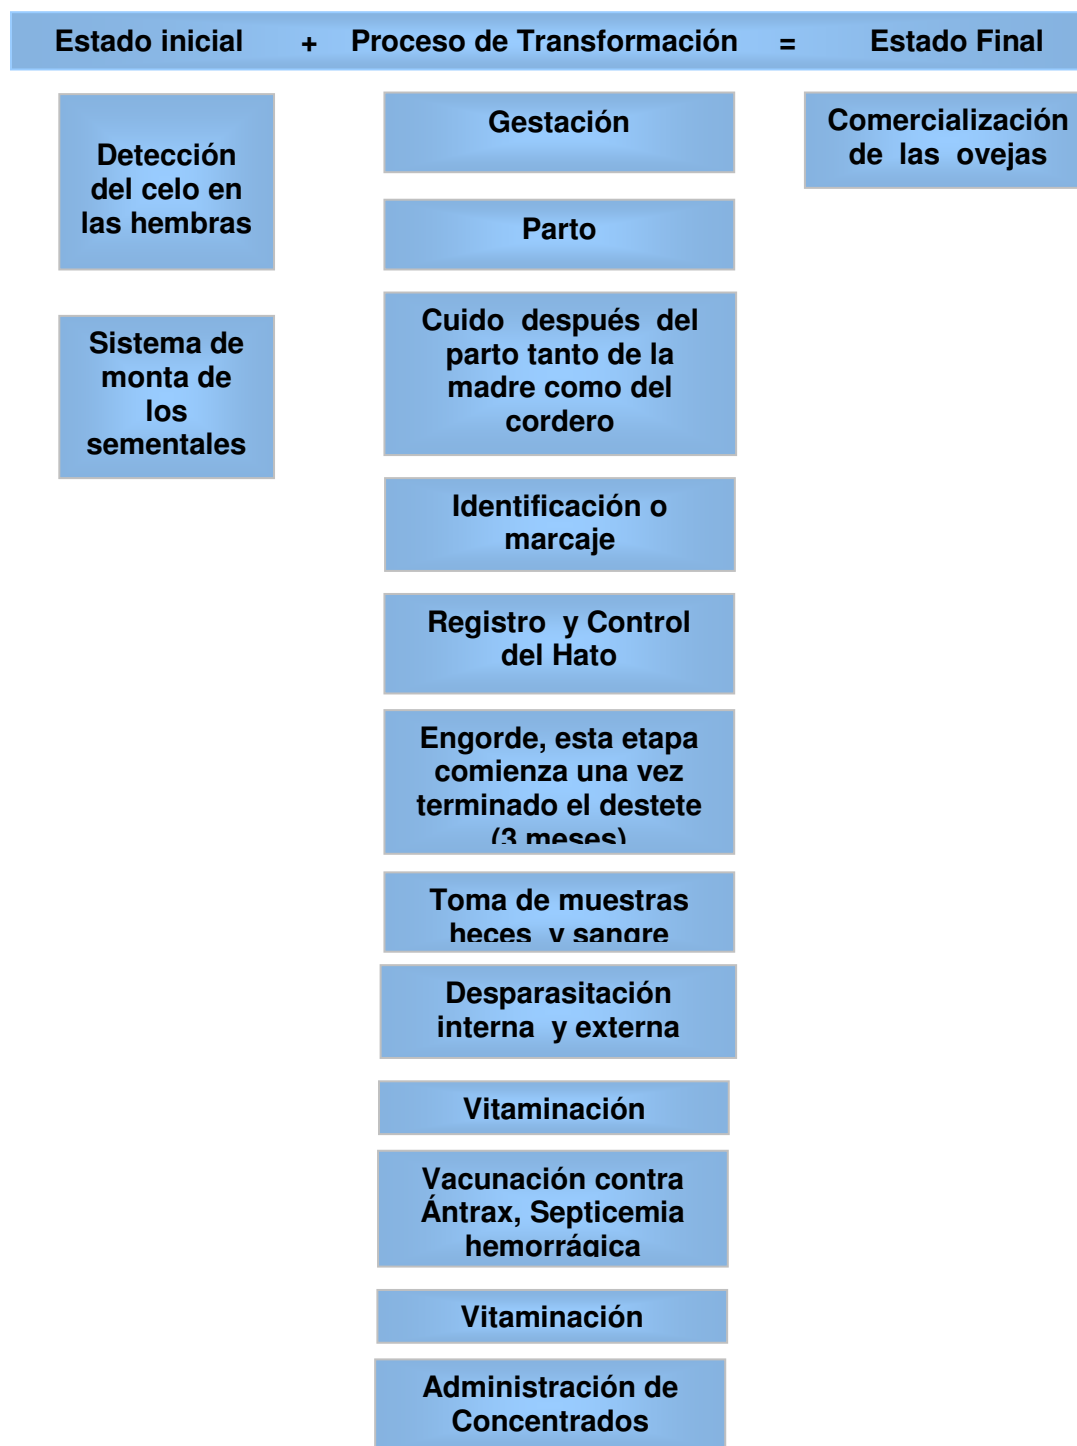 Estado inicial + Proceso de Transformación = Estado Final
Detección
del celo en
las hembras
Sistema de
monta de
los
sementales
Gestación
Parto
Cuido después del
parto tanto de la
madre como del
cordero
Identificación o
marcaje
Registro y Control
del Hato
Engorde, esta etapa
comienza una vez
terminado el destete
(3 meses)
Toma de muestras
heces y sangre
Desparasitación
interna y externa
Vitaminación
Vacunación contra
Ántrax, Septicemia
hemorrágica
Vitaminación
Administración de
Concentrados
Comercialización
de las ovejas